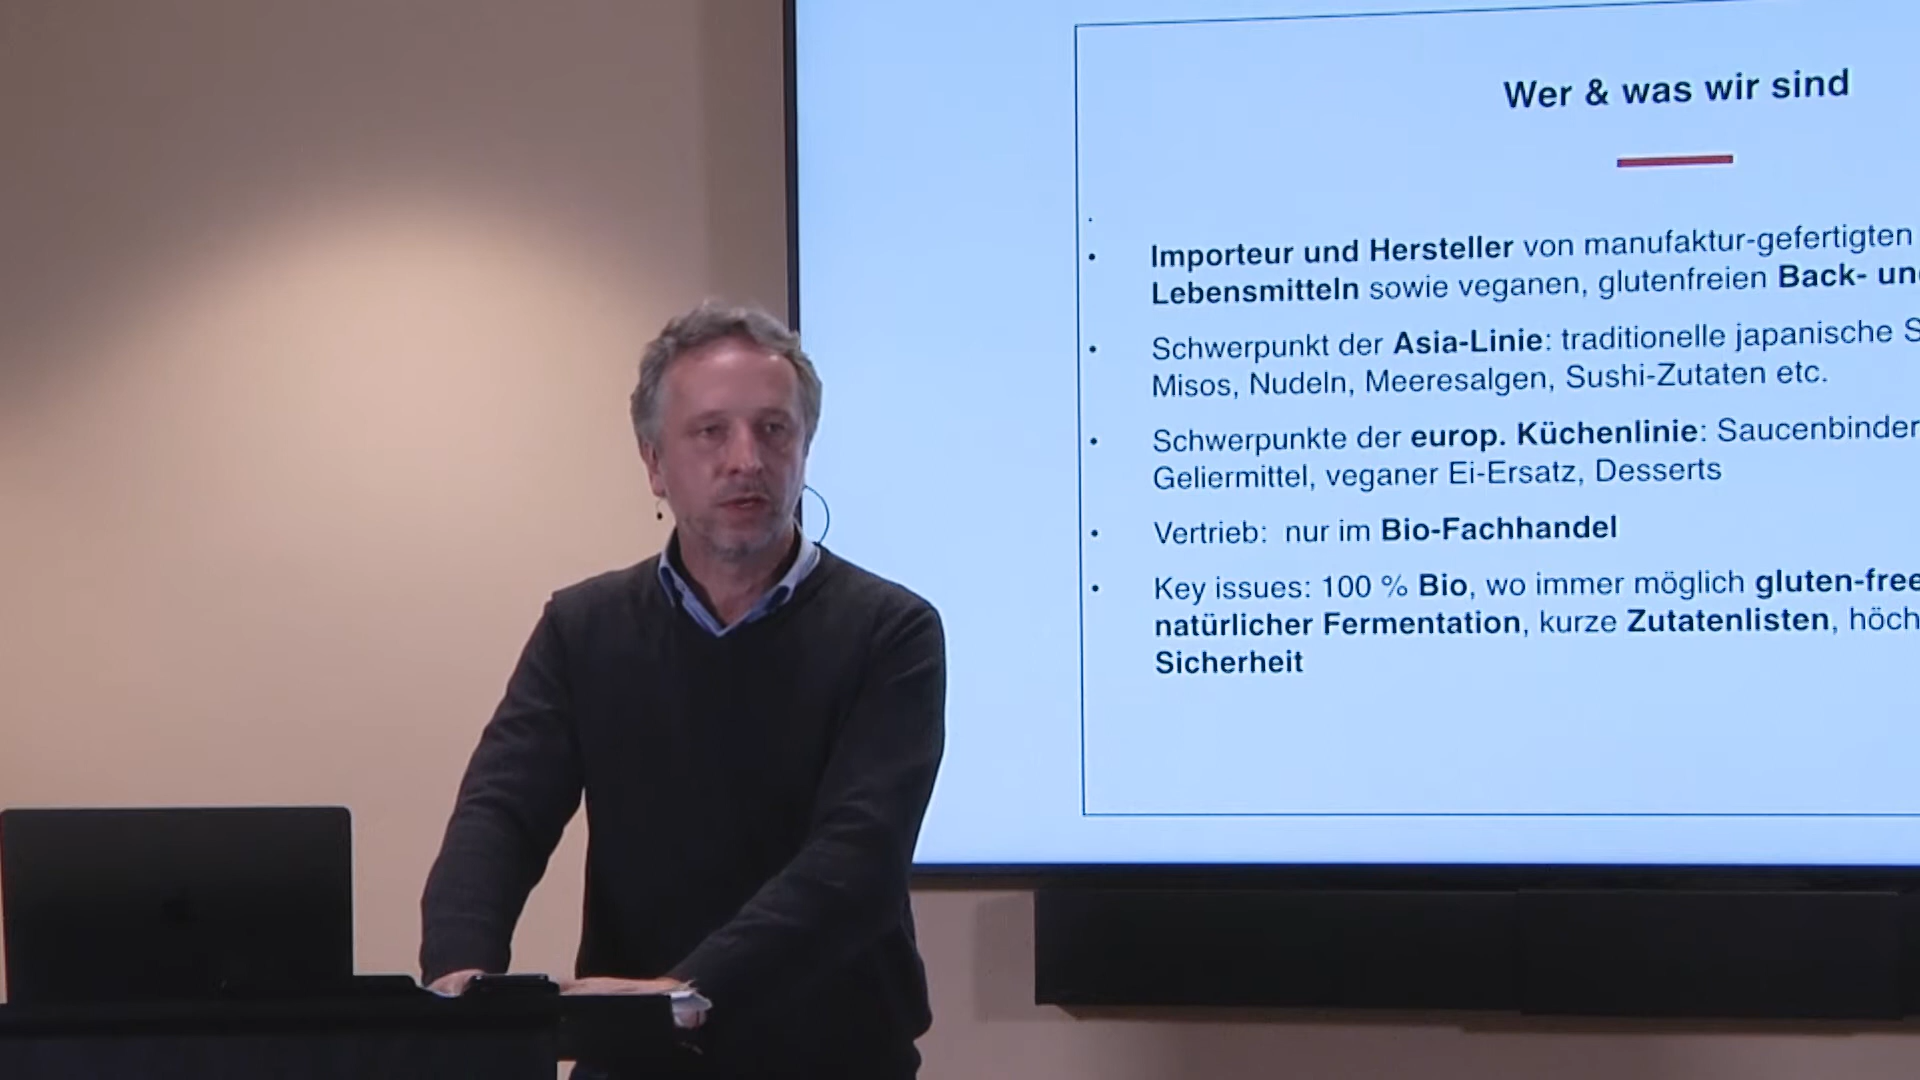 Wer & was wir sind
Importeur und Hersteller von manufaktur-gefertigten
Lebensmitteln sowie veganen, glutenfreien Back- un
Schwerpunkt der Asia-Linie: traditionelle japanische S
Misos, Nudeln, Meeresalgen, Sushi-Zutaten etc.
Schwerpunkte der europ. Küchenlinie: Saucenbinder
Geliermittel, veganer Ei-Ersatz, Desserts
Vertrieb: nur im Bio-Fachhandel
Key issues: 100 % Bio, wo immer möglich gluten-free
natürlicher Fermentation, kurze Zutatenlisten, höch
Sicherheit